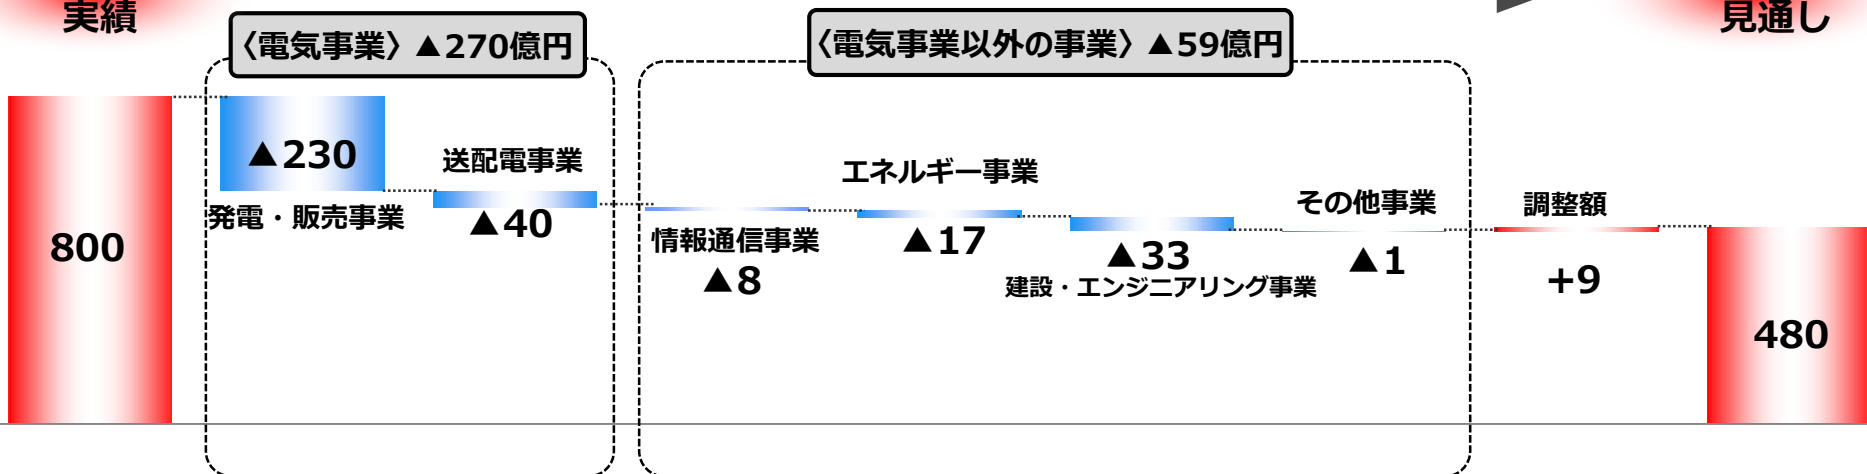 実績
見通し
〈電気事業〉▲270億円
〈電気事業以外の事業〉▲59億円
800
▲230
発電・販売事業
送配電事業
▲40
情報通信事業
▲8
エネルギー事業
▲17
▲33
建設・エンジニアリング事業
その他事業
▲1
調整額
+9
480